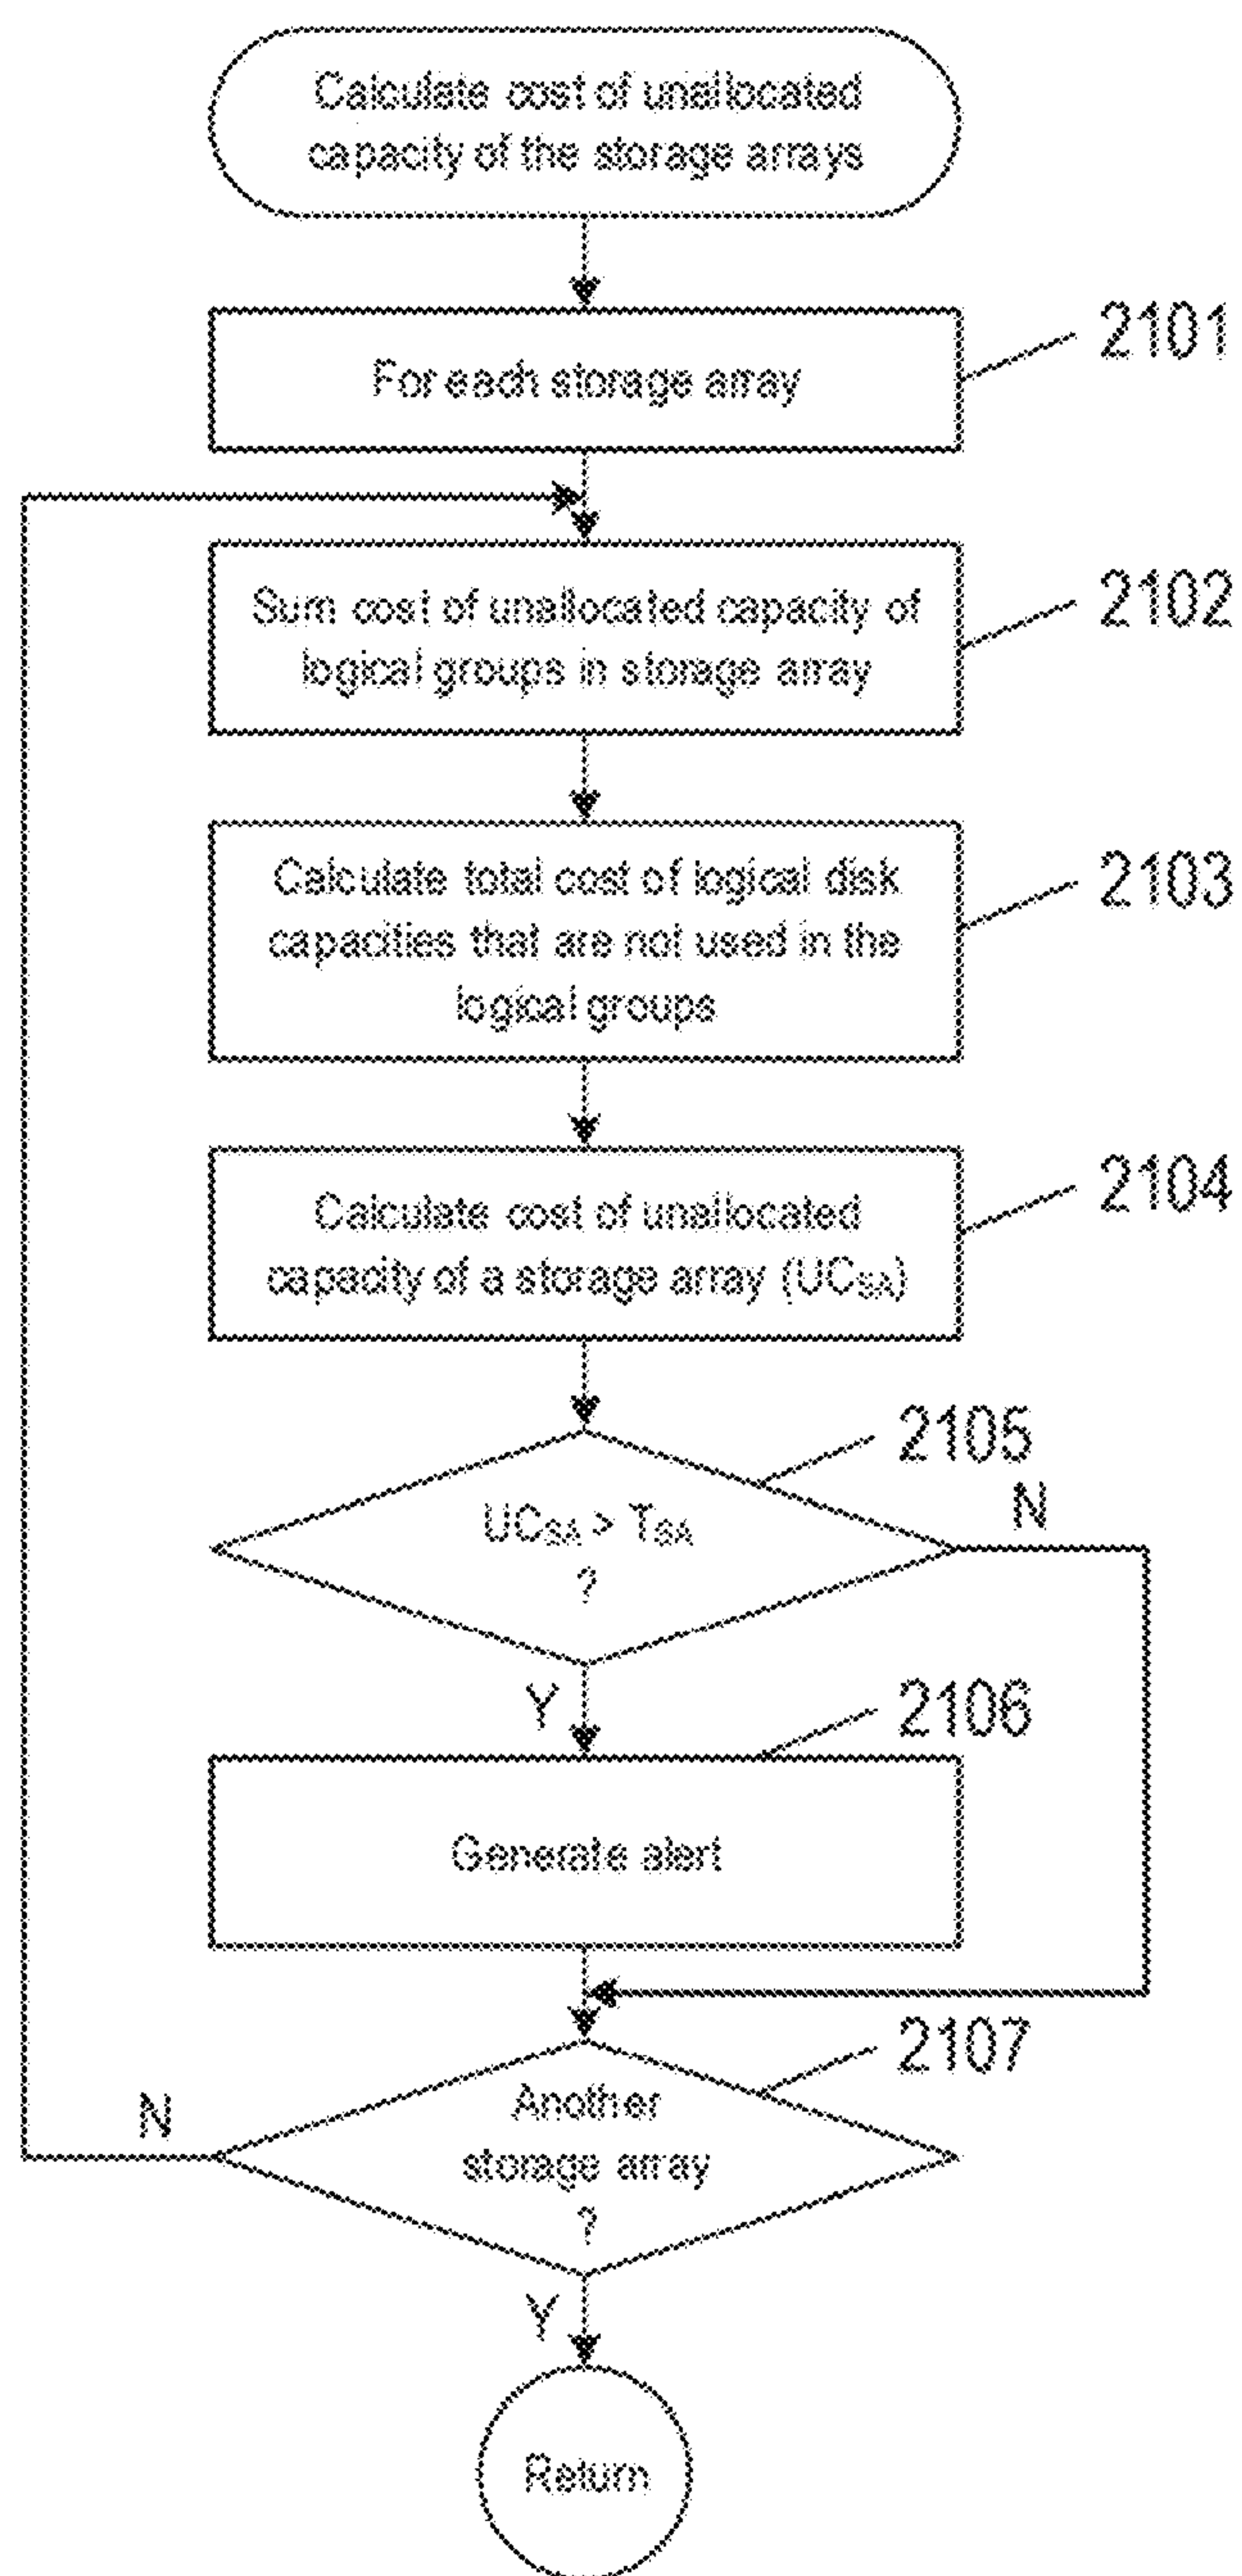 Calculate cost of unallocated
capacity of the storage arrays
For each storage array
2101
Sum cost of unallocated capacity of
logical groups in storage array
2102
Calculate total cost of logical disk
capacities that are not used in the
logical groups
2103
Calculate cost of unallocated
capacity of a storage array (UCSA)
2104
2105
UCSA > TSA
?
N
Y
2106
Generate alert
2107
Another
storage array
?
N
Y
Return